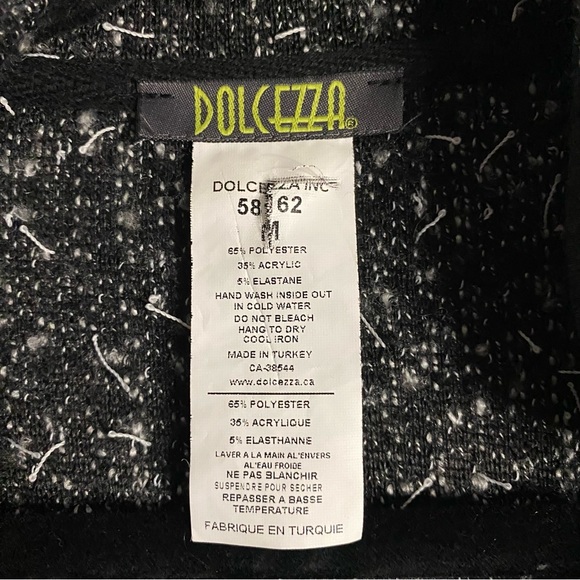 DOLCEZZA®
DOLCEZZA INC
62
M
65% POLYESTER
35% ACRYLIC
5% ELASTANE
HAND WASH INSIDE OUT
IN COLD WATER
DO NOT BLEACH
HANG TO DRY
COOL IRON
MADE IN TURKEY
CA-38544
www.dolcezza.ca
65% POLYESTER
35% ACRYLIQUE
5% ELASTHANNE
LAVER A LA MAIN AL'ENVERS
AL'EAU FROIDE
NE PAS BLANCHIR
SUSPENDRE POUR SECHER
REPASSER A BASSE
TEMPERATURE
FABRIQUE EN TURQUIE